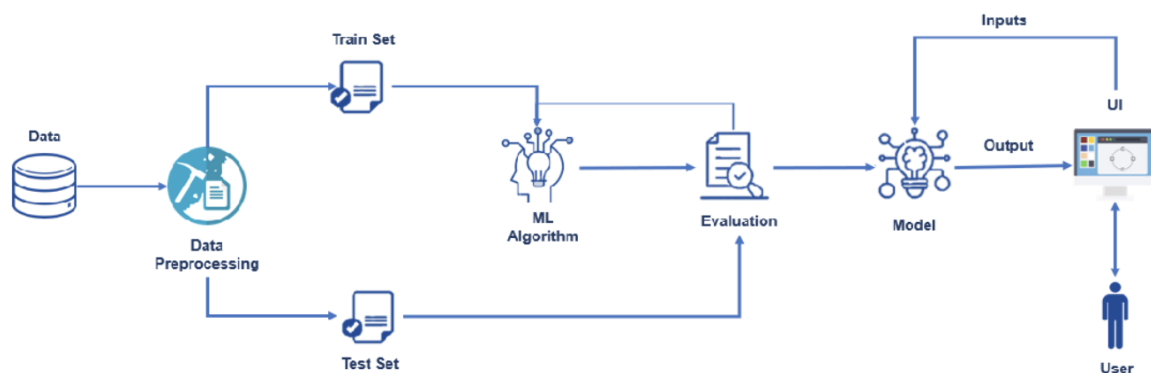 Inputs
Train Set
UI
Data
Output
ML
Algorithm
Evaluation
Model
Data
Preprocessing
Test Set
User